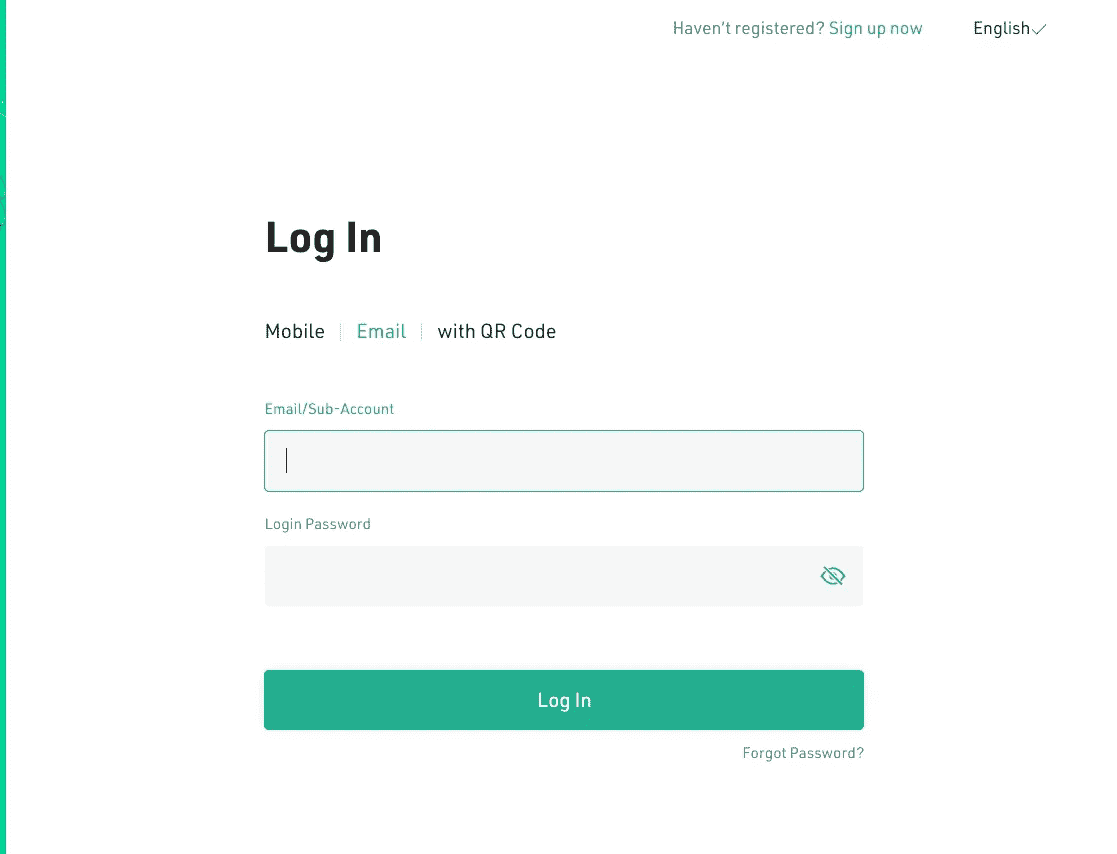 Haven't registered? Sign up now English
Log In
Mobile Email with QR Code
Email/Sub-Account
Login Password
Log In
Forgot Password?